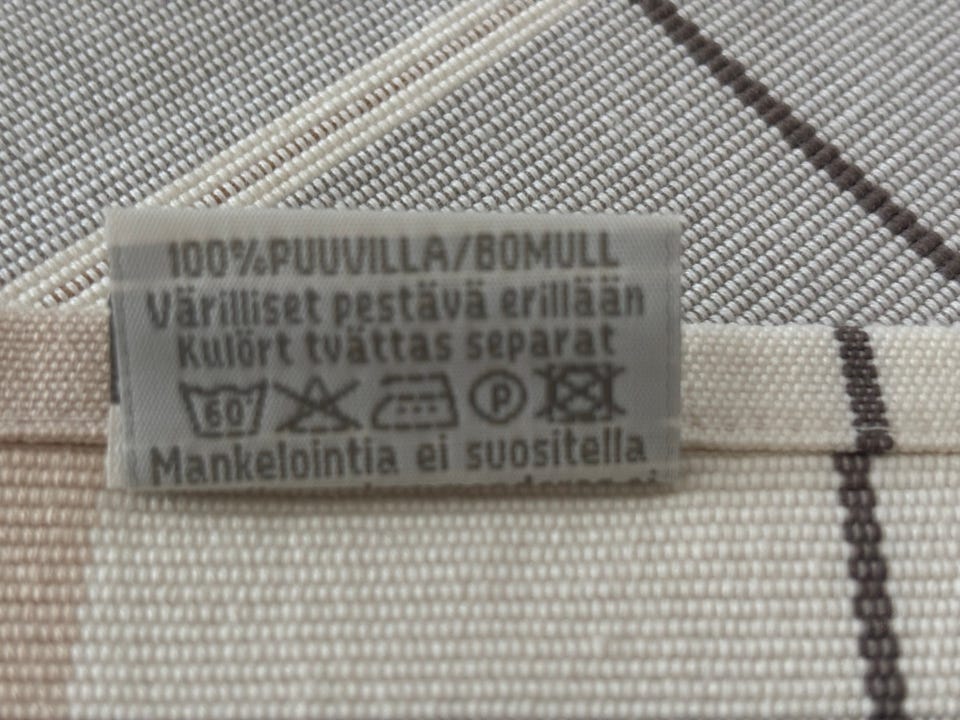 100%PUUVILLA/BOMULL
Värilliset pestävä erillään
Kulört tvättas separat
60 P
Mankelointia ei suositella